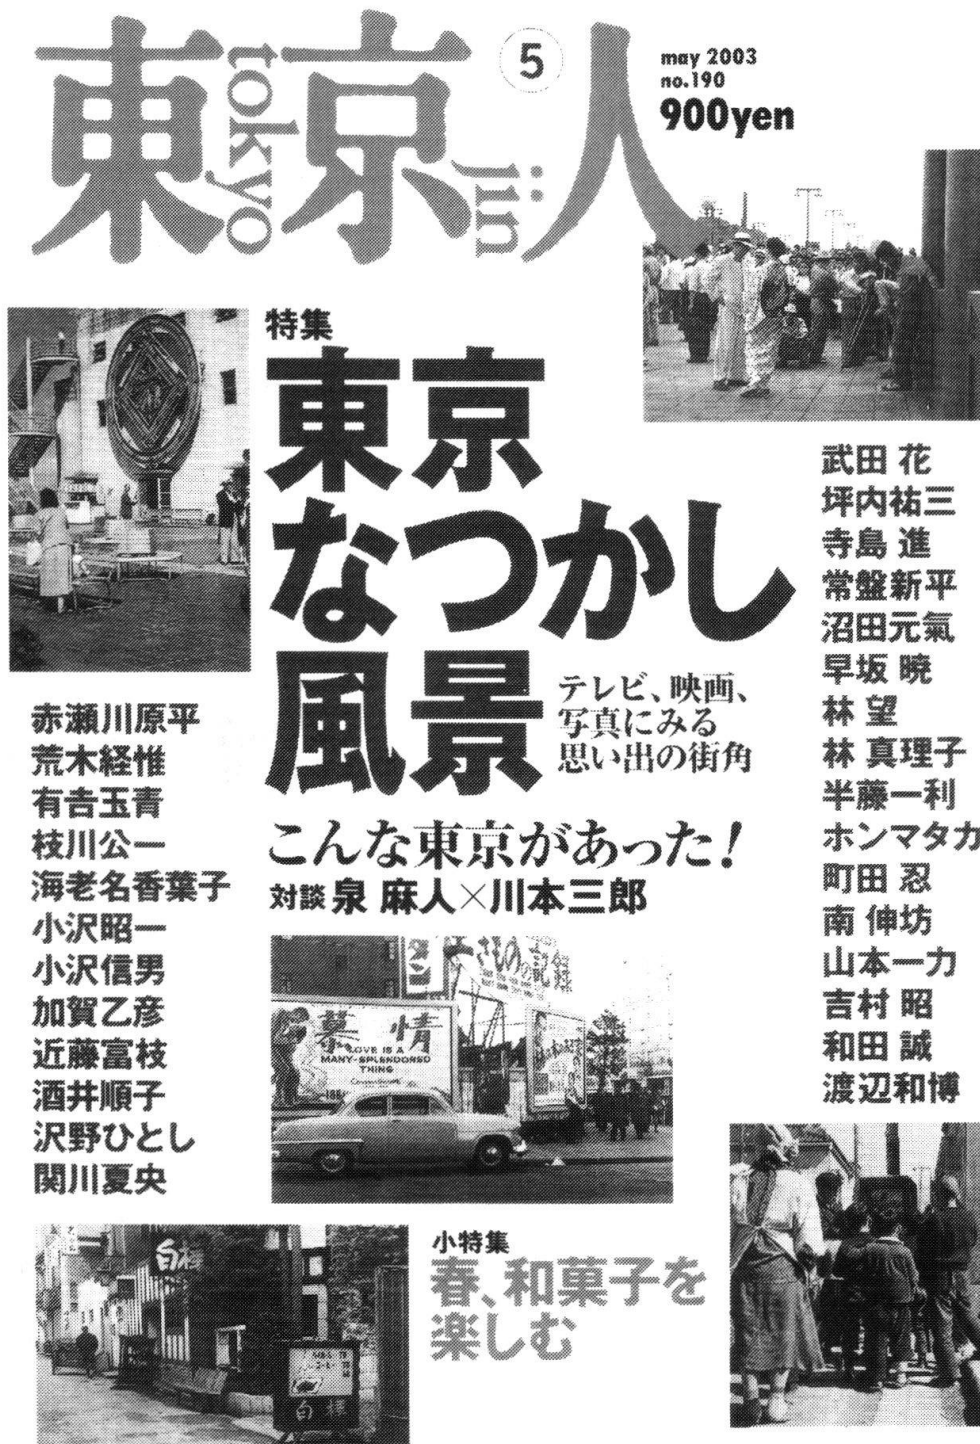 東京人
tokyo
jin
5
may 2003
no.190
900yen
特集
東京
なつかし
風景
テレビ、映画、
写真にみる
思い出の街角
こんな東京があった!
対談 泉 麻人×川本三郎
赤瀬川原平
荒木経惟
有吉玉青
枝川公一
海老名香葉子
小沢昭一
小沢信男
加賀乙彦
近藤富枝
酒井順子
沢野ひとし
関川夏央
武田 花
坪内祐三
寺島 進
常盤新平
沼田元氣
早坂 暁
林 望
林 真理子
半藤一利
ホンマタカ
町田 忍
南 伸坊
山本一力
吉村 昭
和田 誠
渡辺和博
タン
さもの記録
慕情
LOVE IS A
MANY-SPLENDORED
THING
白樺
白樺
小特集
春、和菓子を
楽しむ